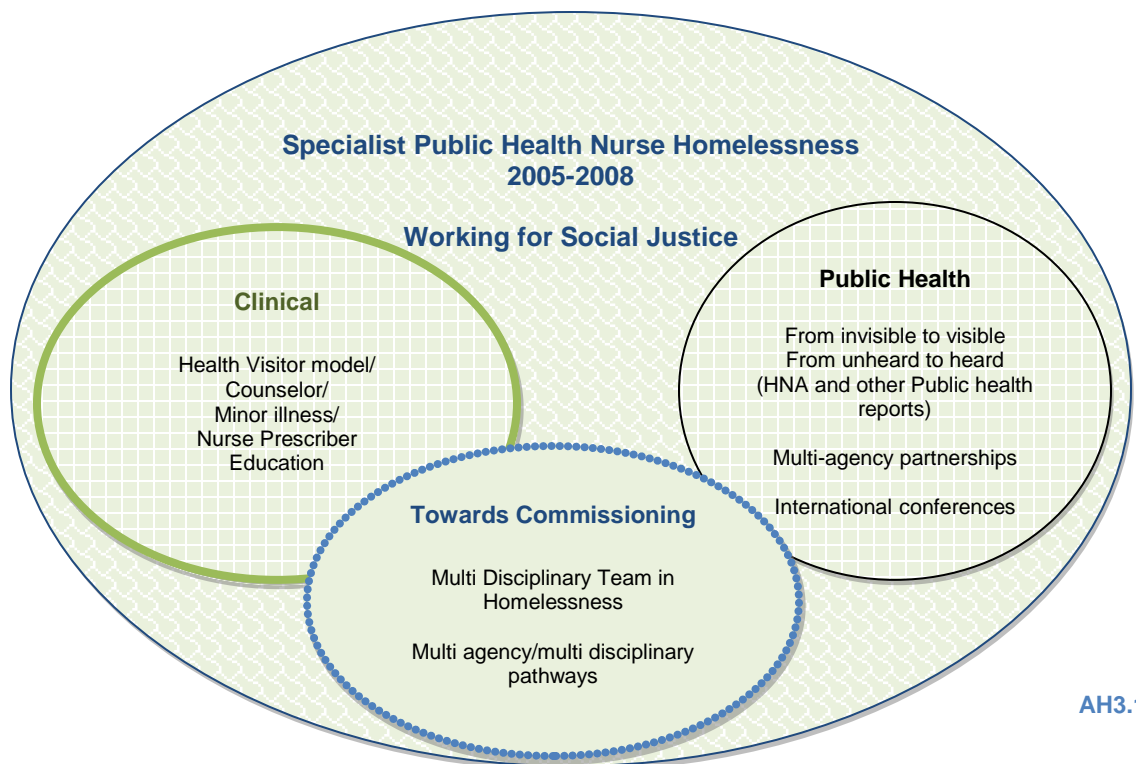 Specialist Public Health Nurse Homelessness
2005-2008
Working for Social Justice
Clinical
Health Visitor model/
Counselor/
Minor illness/
Nurse Prescriber
Education
Public Health
From invisible to visible
From unheard to heard
(HNA and other Public health
reports)
Multi-agency partnerships
International conferences
Towards Commissioning
Multi Disciplinary Team in
Homelessness
Multi agency/multi disciplinary
pathways